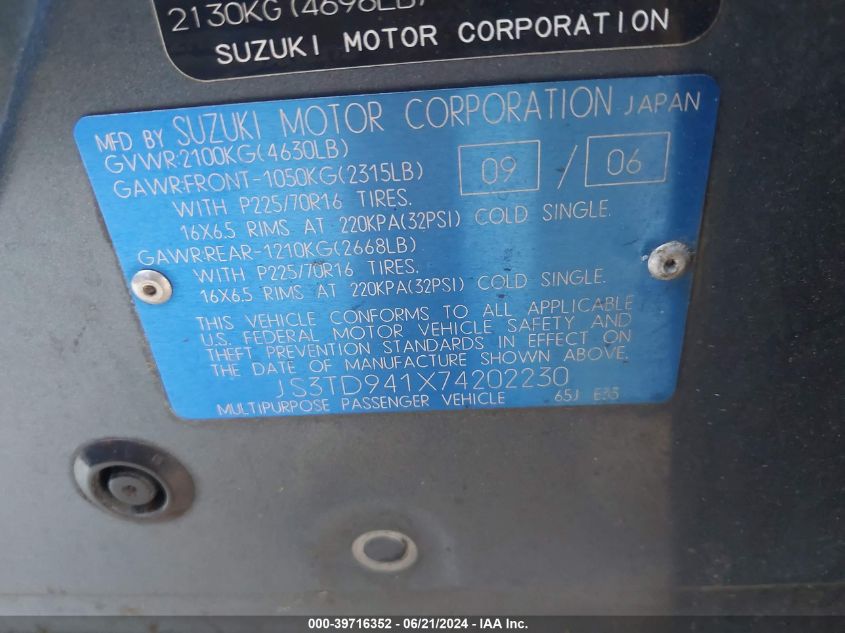 2130KG (4696LB)
SUZUKI MOTOR CORPORATION
MFD BY SUZUKI MOTOR CORPORATION JAPAN
GVWR:2100KG(4630LB)
GAWR:FRONT-1050KG(2315LB) 09 / 06
WITH P225/70R16 TIRES.
16X6.5 RIMS AT 220KPA(32PSI) COLD SINGLE.
GAWR:REAR-1210KG(2668LB)
WITH P225/70R16 TIRES.
16X6.5 RIMS AT 220KPA(32PSI) COLD SINGLE.
THIS VEHICLE CONFORMS TO ALL APPLICABLE
U.S. FEDERAL MOTOR VEHICLE SAFETY AND
THEFT PREVENTION STANDARDS IN EFFECT ON
THE DATE OF MANUFACTURE SHOWN ABOVE.
JS3TD941X74202230
MULTIPURPOSE PASSENGER VEHICLE 65J E33
000-39716352 - 06/21/2024 - IAA Inc.